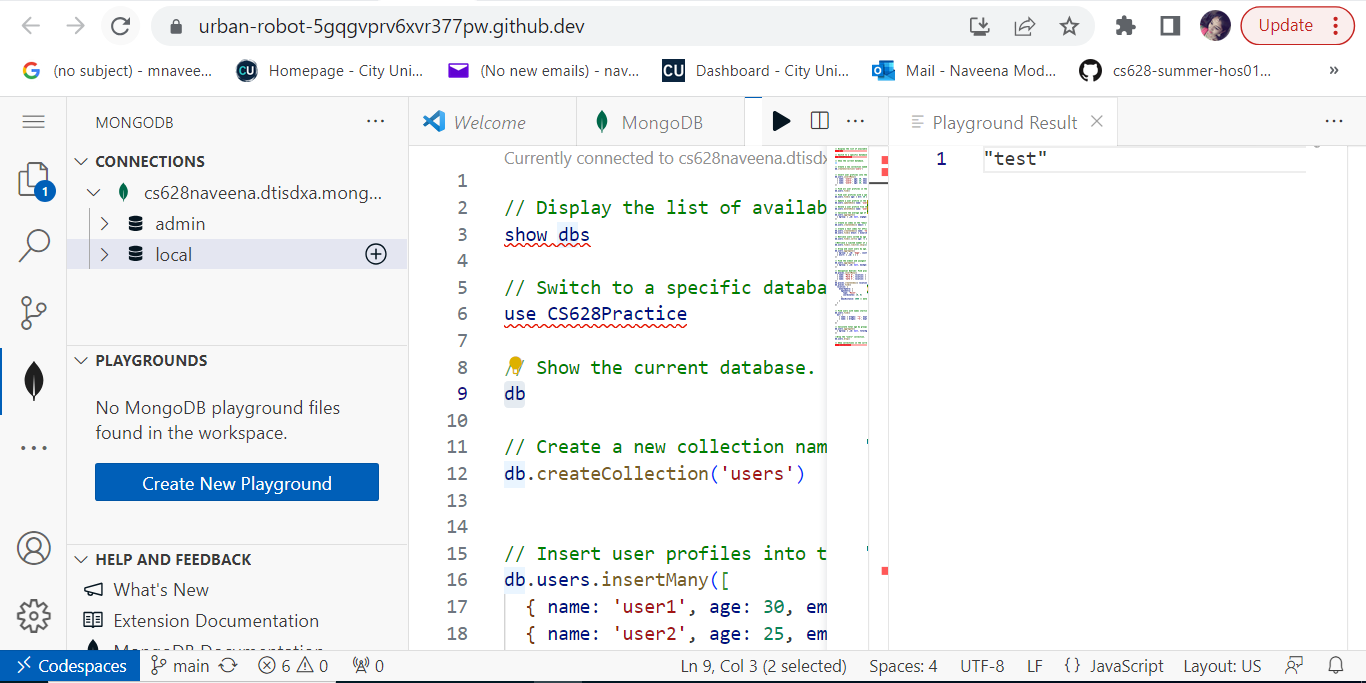 urban-robot-5gqgvprv6xvr377pw.github.dev
Update
(no subject) - mnavee...
Homepage - City Uni...
(No new emails) - nav...
Dashboard - City Uni...
Mail - Naveena Mod...
cs628-summer-hos01...
»
MONGODB
CONNECTIONS
cs628naveena.dtisdxa.mong...
admin
local
PLAYGROUNDS
No MongoDB playground files
found in the workspace.
Create New Playground
HELP AND FEEDBACK
What's New
Extension Documentation
MongoDB Documentation
1
Welcome
MongoDB
Currently connected to cs628naveena.dtisdx
1
2 // Display the list of availab
3 show dbs
4
5 // Switch to a specific databa
6 use CS628Practice
7
8 // Show the current database.
9 db
10
11 // Create a new collection nam
12 db.createCollection('users')
13
14
15 // Insert user profiles into t
16 db.users.insertMany([
17 { name: 'user1', age: 30, em
18 { name: 'user2', age: 25, em
Playground Result
1 "test"
Codespaces
main
6
0
0
Ln 9, Col 3 (2 selected)
Spaces: 4
UTF-8
LF
{} JavaScript
Layout: US